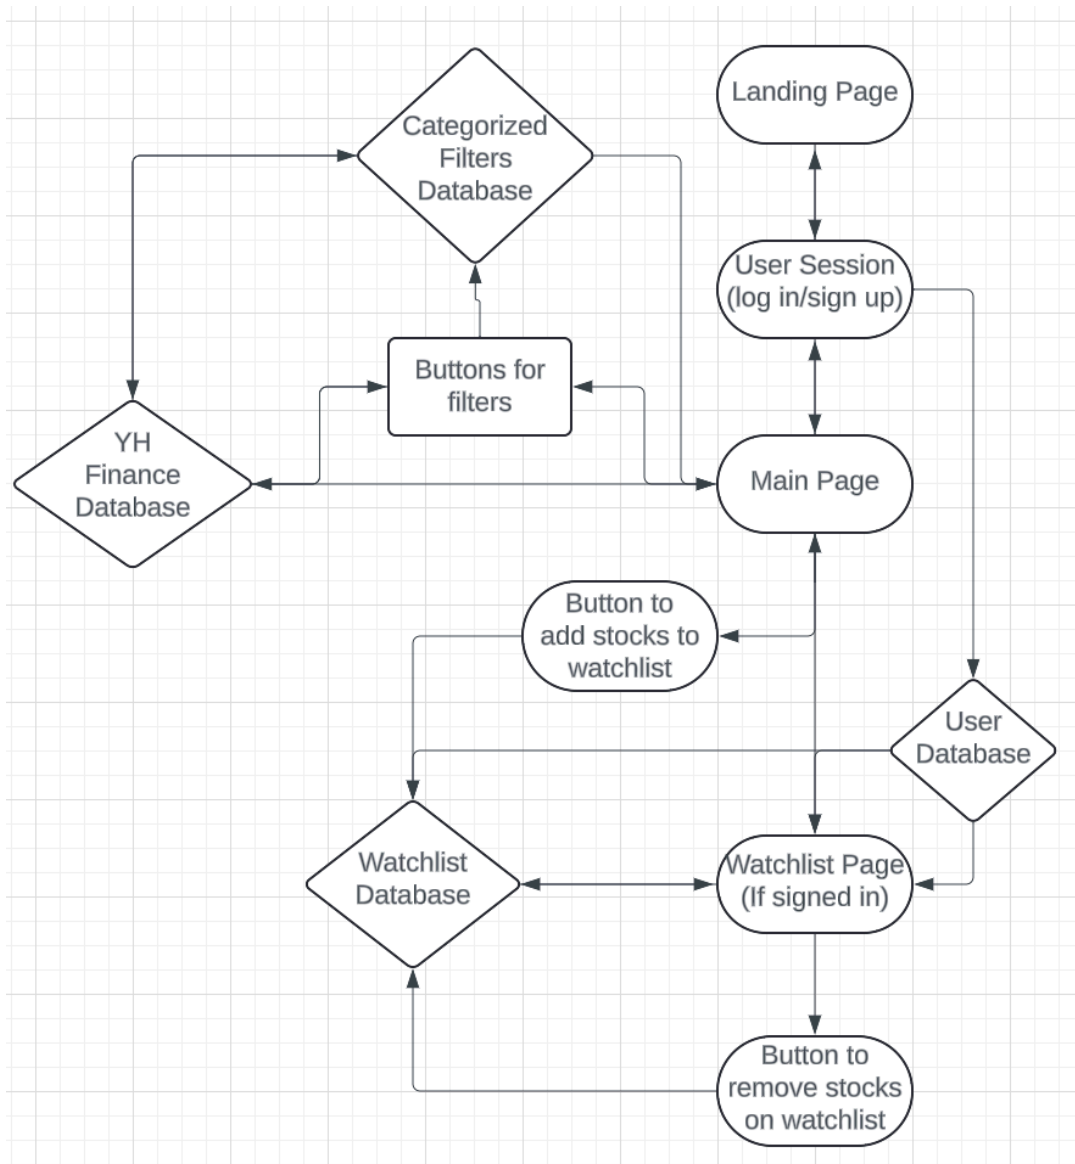 Landing Page
Categorized
Filters
Database
User Session
(log in/sign up)
Buttons for
filters
YH
Finance
Database
Main Page
Button to
add stocks to
watchlist
User
Database
Watchlist
Database
Watchlist Page
(If signed in)
Button to
remove stocks
on watchlist